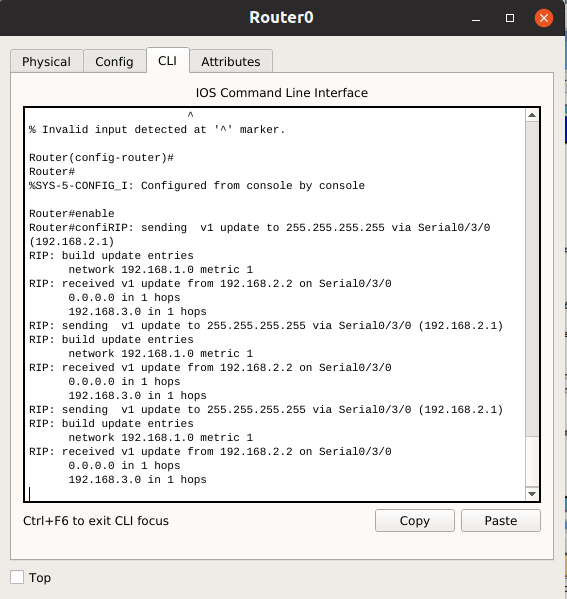 Router0
Physical
Config
CLI
Attributes
IOS Command Line Interface
^
% Invalid input detected at '^' marker.
Router(config-router)#
Router#
%SYS-5-CONFIG_I: Configured from console by console
Router#enable
Router#confiRIP: sending  v1 update to 255.255.255.255 via Serial0/3/0
(192.168.2.1)
RIP: build update entries
network 192.168.1.0 metric 1
RIP: received v1 update from 192.168.2.2 on Serial0/3/0
0.0.0.0 in 1 hops
192.168.3.0 in 1 hops
RIP: sending  v1 update to 255.255.255.255 via Serial0/3/0 (192.168.2.1)
RIP: build update entries
network 192.168.1.0 metric 1
RIP: received v1 update from 192.168.2.2 on Serial0/3/0
0.0.0.0 in 1 hops
192.168.3.0 in 1 hops
RIP: sending  v1 update to 255.255.255.255 via Serial0/3/0 (192.168.2.1)
RIP: build update entries
network 192.168.1.0 metric 1
RIP: received v1 update from 192.168.2.2 on Serial0/3/0
0.0.0.0 in 1 hops
192.168.3.0 in 1 hops
Ctrl+F6 to exit CLI focus
Copy
Paste
Top